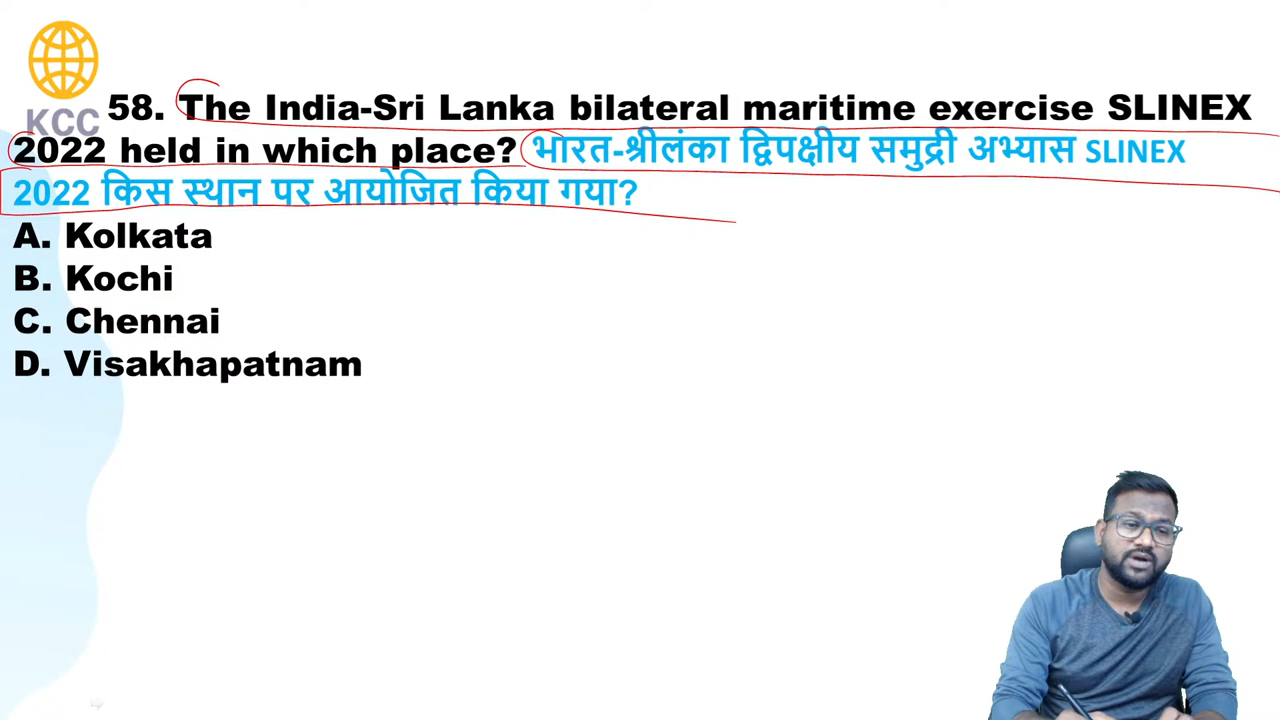 KCC
58. The India-Sri Lanka bilateral maritime exercise SLINEX
2022 held in which place? भारत-श्रीलंका द्विपक्षीय समुद्री अभ्यास SLINEX
2022 किस स्थान पर आयोजित किया गया?
A. Kolkata
B. Kochi
C. Chennai
D. Visakhapatnam